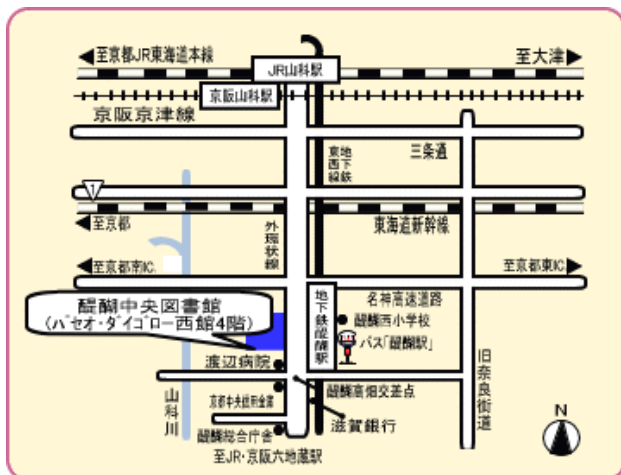 至京都JR東海道本線
至大津
JR山科駅
京阪山科駅
京阪京津線
地下鉄
東西線
三条通
1
至京都
外環状線
東海道新幹線
至京都南IC.
至京都東IC.
醍醐中央図書館
(パセオ・ダイゴロー西館4階)
地下鉄醍醐駅
名神高速道路
醍醐西小学校
バス「醍醐駅」
渡辺病院
山科川
京都中央信用金庫
醍醐高畑交差点
旧奈良街道
滋賀銀行
醍醐総合庁舎
至JR・京阪六地蔵駅
N